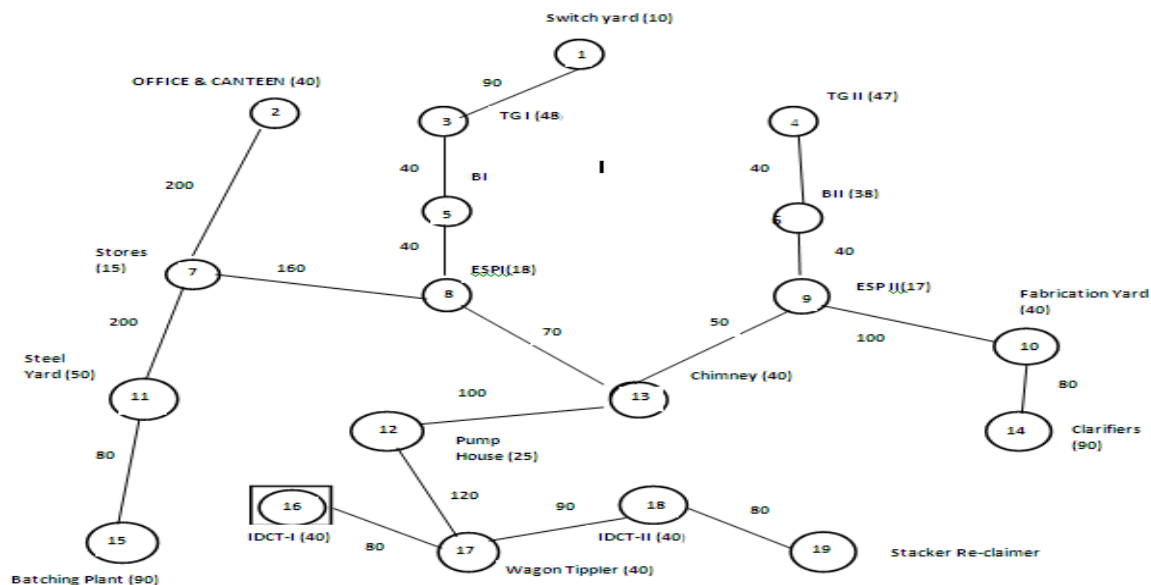 Switch yard (10)
1
90
OFFICE & CANTEEN (40)
2
3
TG I (48)
TG II (47)
4
40
BI
I
40
BII (38)
200
5
6
40
ESPI(18)
40
Stores
(15)
7
160
8
9
ESP II(17)
Fabrication Yard
(40)
200
70
50
100
10
Steel
Yard (50)
11
100
13
Chimney (40)
80
12
14
Clarifiers
(90)
Pump
House (25)
80
120
16
90
18
80
15
IDCT-I (40)
80
17
IDCT-II (40)
19
Stacker Re-claimer
Batching Plant (90)
Wagon Tippler (40)